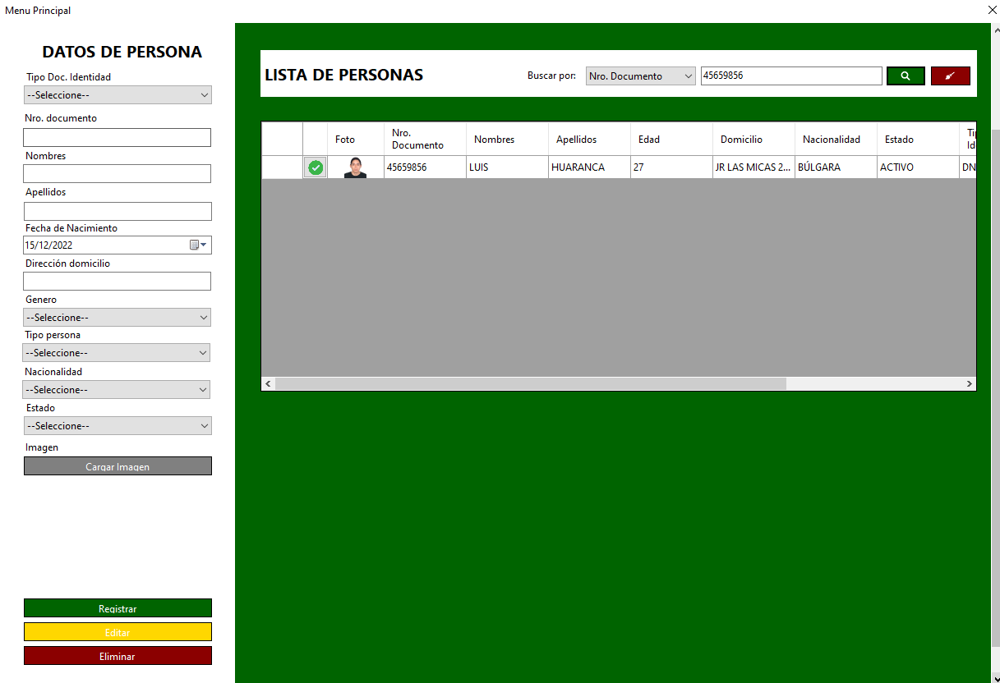 Menu Principal
DATOS DE PERSONA
Tipo Doc. Identidad
--Seleccione--
Nro. documento
Nombres
Apellidos
Fecha de Nacimiento
15/12/2022
Dirección domicilio
Genero
--Seleccione--
Tipo persona
--Seleccione--
Nacionalidad
--Seleccione--
Estado
--Seleccione--
Imagen
Cargar Imagen
Registrar
Editar
Eliminar
LISTA DE PERSONAS
Buscar por: Nro. Documento 45659856
Foto Nro. Documento Nombres Apellidos Edad Domicilio Nacionalidad Estado
45659856 LUIS HUARANCA 27 JR LAS MICAS 2... BÚLGARA ACTIVO DN